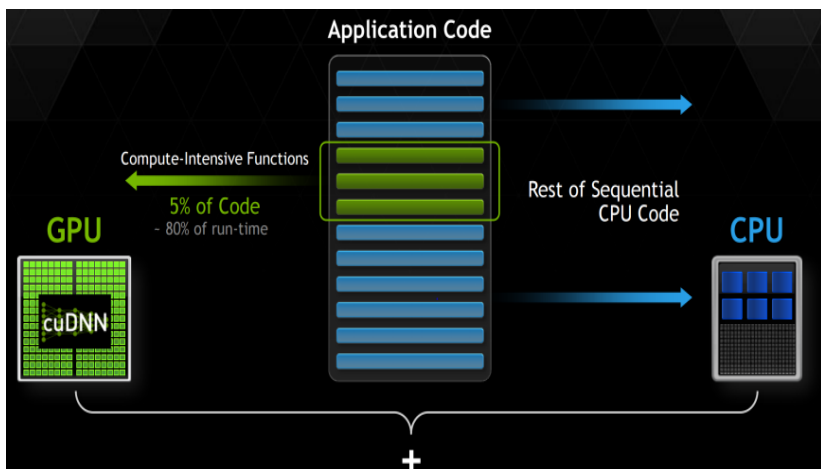 Application Code
Compute-Intensive Functions
5% of Code
~ 80% of run-time
GPU
cuDNN
Rest of Sequential
CPU Code
CPU
+